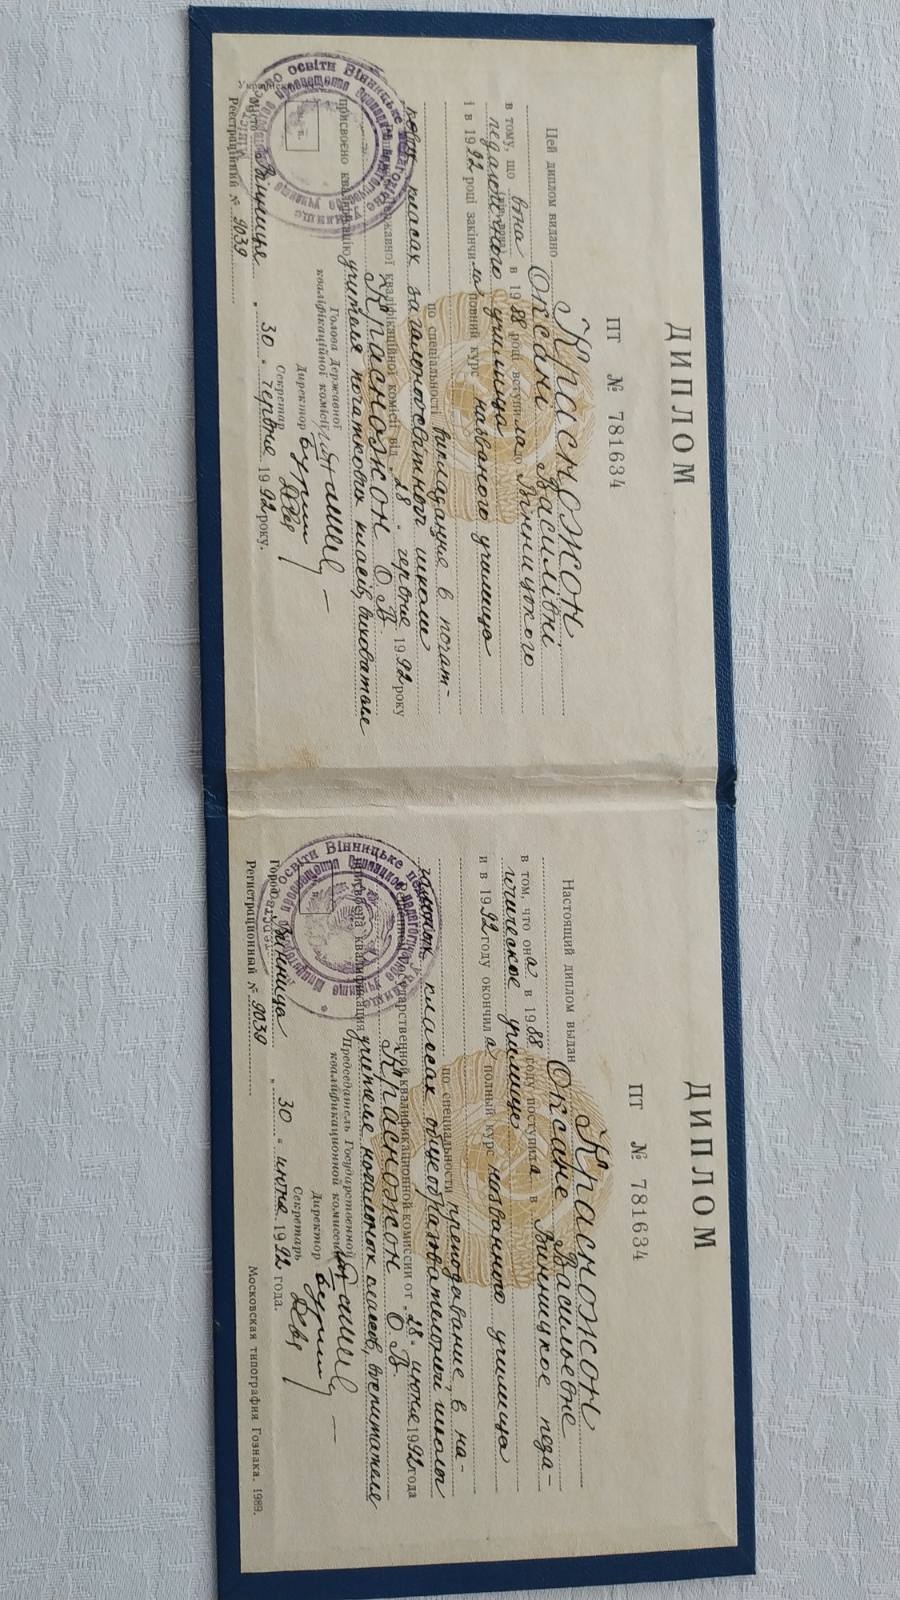 ДИПЛОМ
ПТ № 781634
Цей диплом видано Красножон
Оксані Василівні
в тому, що вона в 1988 році вступила до Вінницького
педагогічного училища
і в 1992 році закінчила повний курс названого училища
по спеціальності викладання в почат-
кових класах загальноосвітньої школи
державної кваліфікаційної комісії від „28“ червня 1992 року
Красножон О. В.
присвоєно кваліфікацію учителя початкових класів, вихователя
Голова Державної
кваліфікаційної комісії
Директор
Секретар
Вінниця „30“ червня 1992 року.
Реєстраційний № 9039
ДИПЛОМ
ПТ № 781634
Настоящий диплом выдан Красножон
Оксане Васильевне
в том, что она в 1988 году поступила в Винницкое педа-
гогическое училище
и в 1992 году окончила полный курс названного училища
по специальности преподавание в на-
чальных классах общеобразовательной школы
Государственной квалификационной комиссии от „28“ июня 1992 года
Красножон О. В.
присвоена квалификация учителя начальных классов, воспитателя
Председатель Государственной
квалификационной комиссии
Директор
Секретарь
Город Винница „30“ июня 1992 года.
Регистрационный № 9039
Московская типография Гознака. 1989.